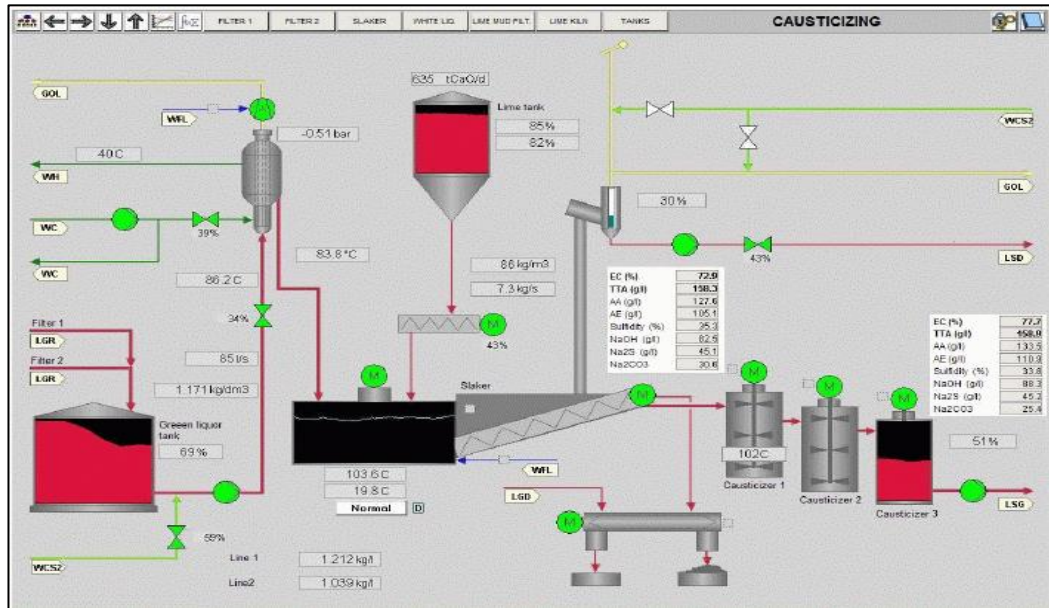 FILTER 1 FILTER 2 SLAKER WHITE LIQ. LIME MUD FILT. LIME KILN TANKS CAUSTICIZING
635 tCaO/d
GOL
WFL
-0.51 bar
Lime tank
85%
82%
WCS2
40 C
WH
GOL
30%
WC
39%
83.8 °C
43%
LSD
WC
86.2 C
86 kg/m3
7.3 kg/s
34%
M
43%
Filter 1
LGR
Filter 2
LGR
85 l/s
1.171 kg/dm3
EC (%) 72.9
TTA (g/l) 158.3
AA (g/l) 127.6
AE (g/l) 105.1
Sulfidity (%) 35.3
NaOH (g/l) 82.5
Na2S (g/l) 45.1
Na2CO3 30.6
EC (%) 77.7
TTA (g/l) 158.9
AA (g/l) 133.5
AE (g/l) 110.9
Sulfidity (%) 33.8
NaOH (g/l) 88.3
Na2S (g/l) 45.2
Na2CO3 25.4
M
Slaker
M
M
M
M
Greeen liquor
tank
69%
103.6 C
19.8 C
Normal D
WFL
102C
Causticizer 1
Causticizer 2
51%
Causticizer 3
LSG
LGD
M
59%
WCS2
Line 1 1.212 kg/l
Line2 1.039 kg/l